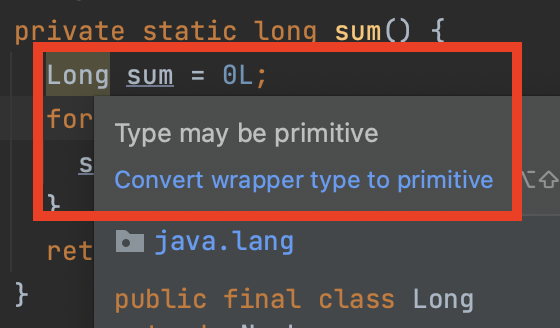 private static long sum() {
Long sum = 0L;
for
Type may be primitive
s
Convert wrapper type to primitive ⌥⇧
}
ret
java.lang
}
public final class Long